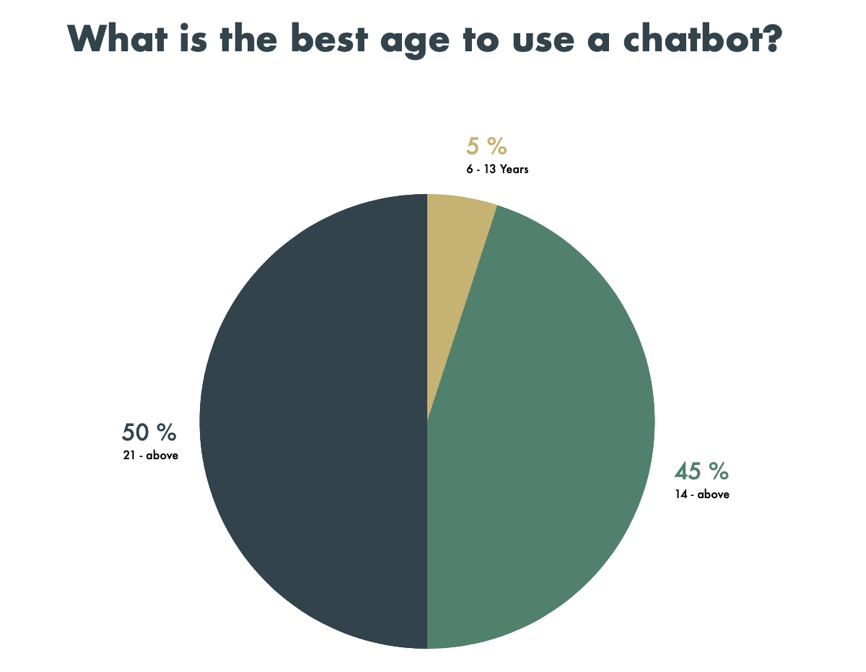 What is the best age to use a chatbot?
5 %
6 - 13 Years
50 %
21 - above
45 %
14 - above